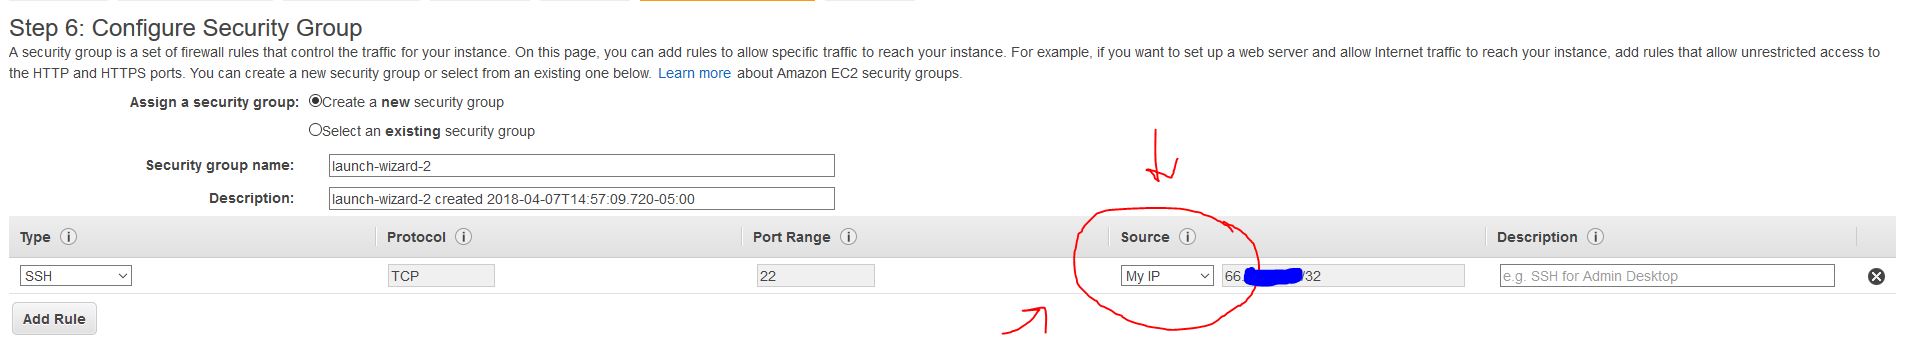 Step 6: Configure Security Group
A security group is a set of firewall rules that control the traffic for your instance. On this page, you can add rules to allow specific traffic to reach your instance. For example, if you want to set up a web server and allow Internet traffic to reach your instance, add rules that allow unrestricted access to
the HTTP and HTTPS ports. You can create a new security group or select from an existing one below. Learn more about Amazon EC2 security groups.
Assign a security group: Create a new security group
Select an existing security group
Security group name: launch-wizard-2
Description: launch-wizard-2 created 2018-04-07T14:57:09.720-05:00
Type Protocol Port Range Source Description
SSH TCP 22 My IP 66. /32 e.g. SSH for Admin Desktop
Add Rule